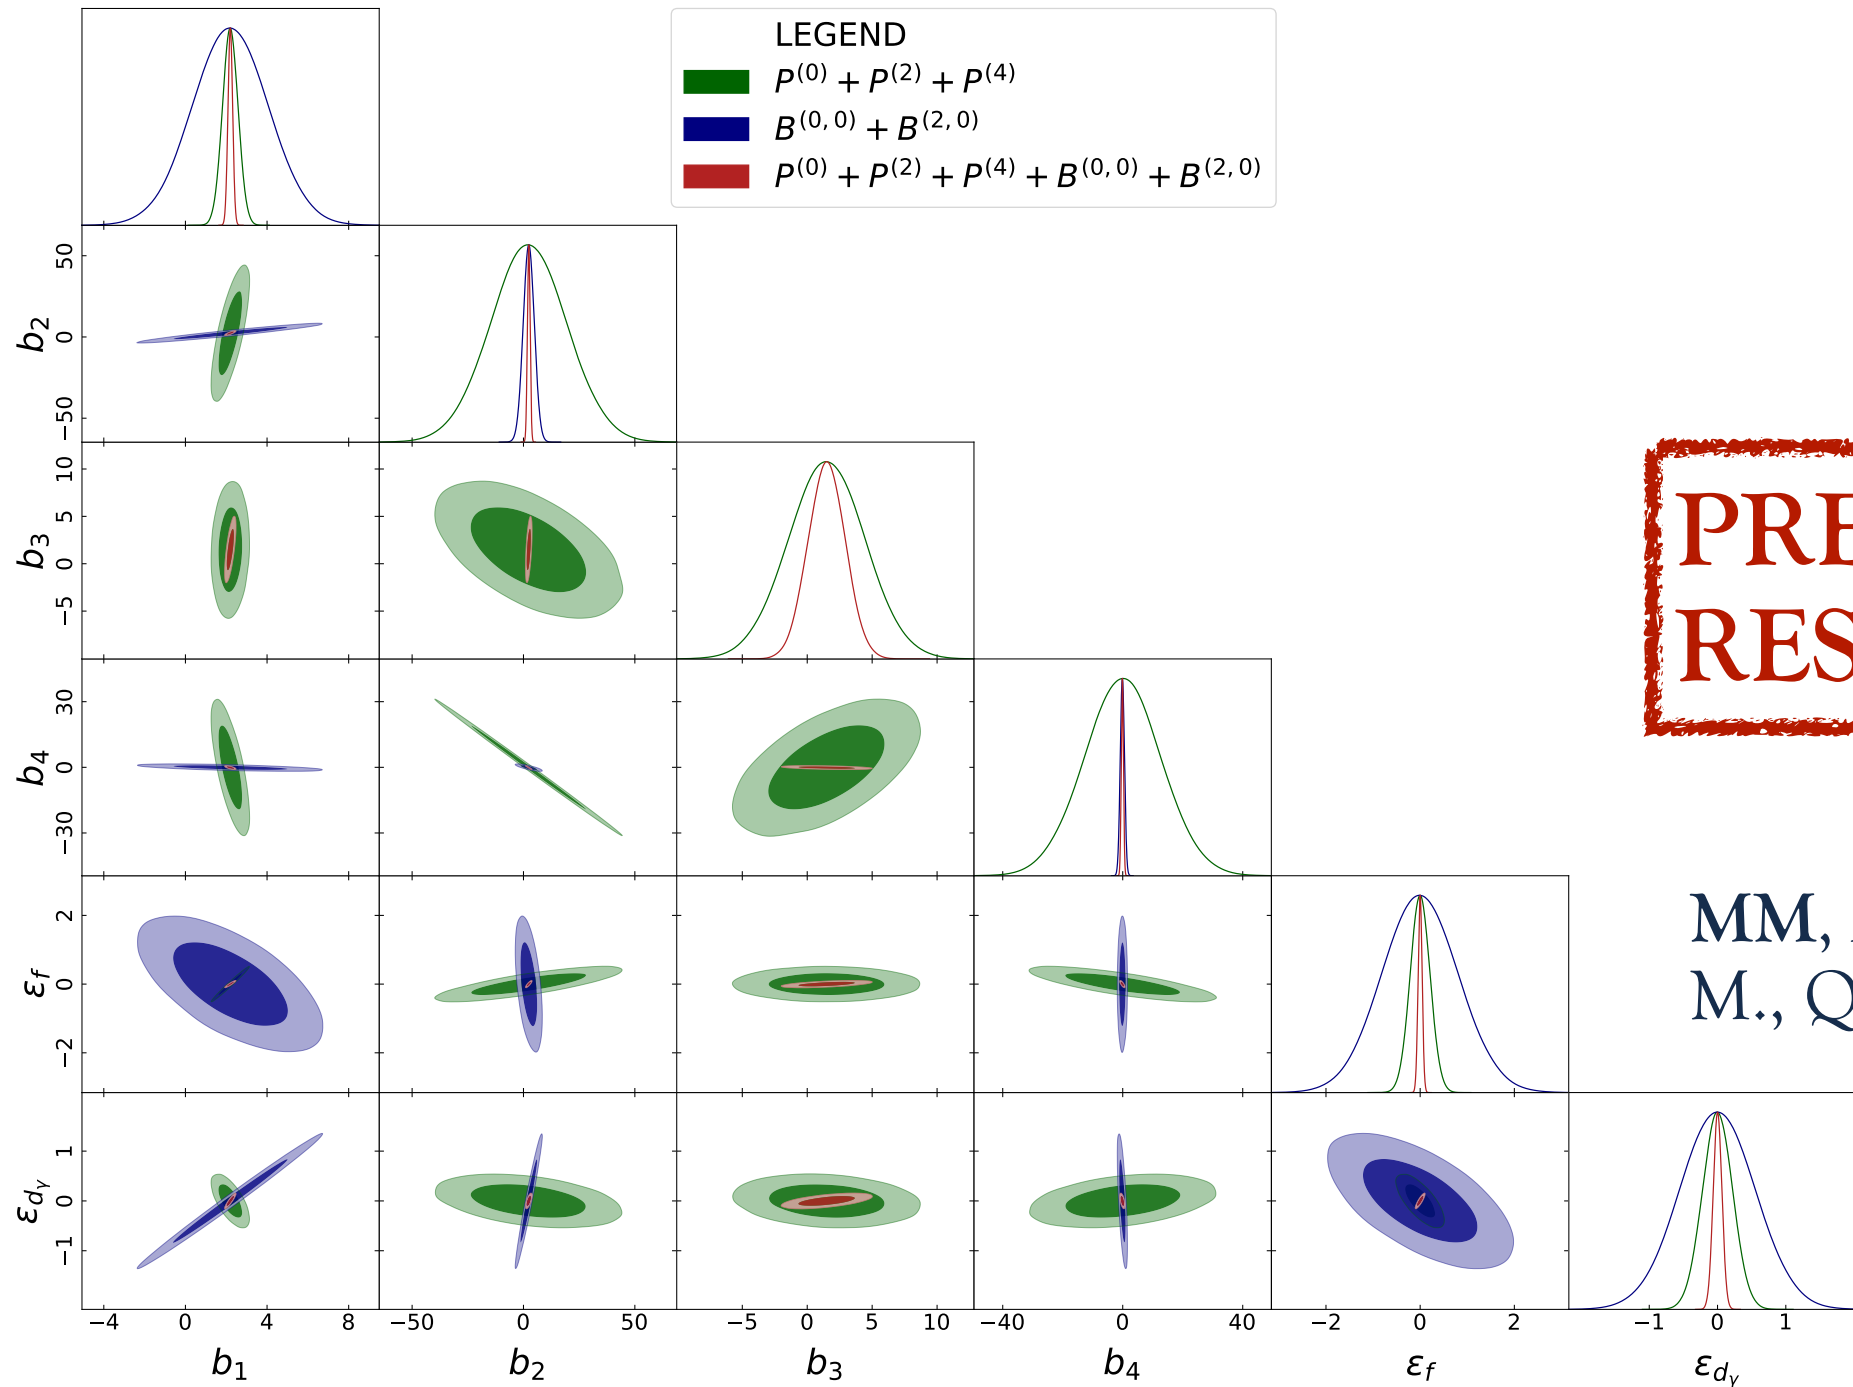 LEGEND
P^(0) + P^(2) + P^(4)
B^(0,0) + B^(2,0)
P^(0) + P^(2) + P^(4) + B^(0,0) + B^(2,0)
b_2
50
0
−50
b_3
10
5
0
−5
b_4
30
0
−30
ε_f
2
0
−2
ε_{d_γ}
1
0
−1
−4 0 4 8 −50 0 50 −5 0 5 10 −40 0 40 −2 0 2 −1 0 1
b_1 b_2 b_3 b_4 ε_f ε_{d_γ}
PRE
RES
MM,
M., Q